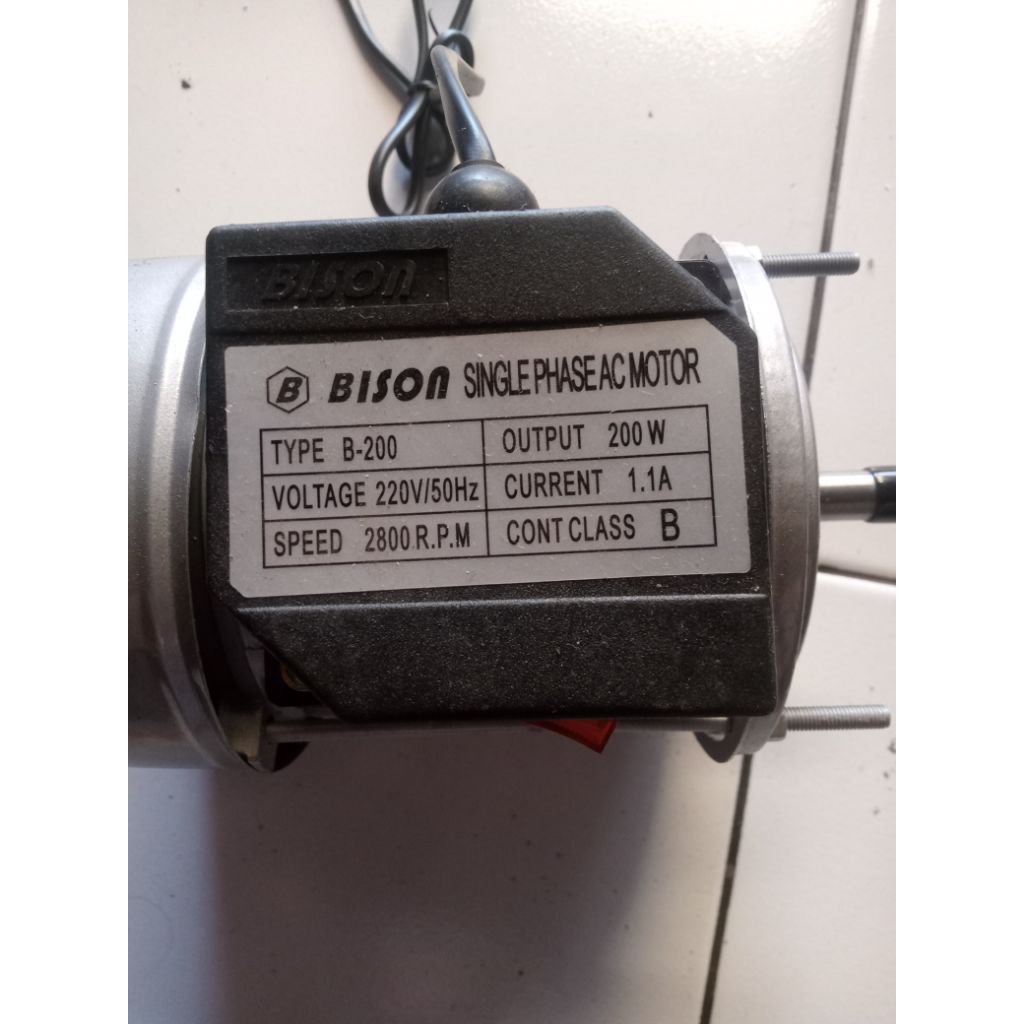 BISON
B BISON SINGLE PHASE AC MOTOR
TYPE B-200 OUTPUT 200 W
VOLTAGE 220V/50Hz CURRENT 1.1A
SPEED 2800 R.P.M CONT CLASS B